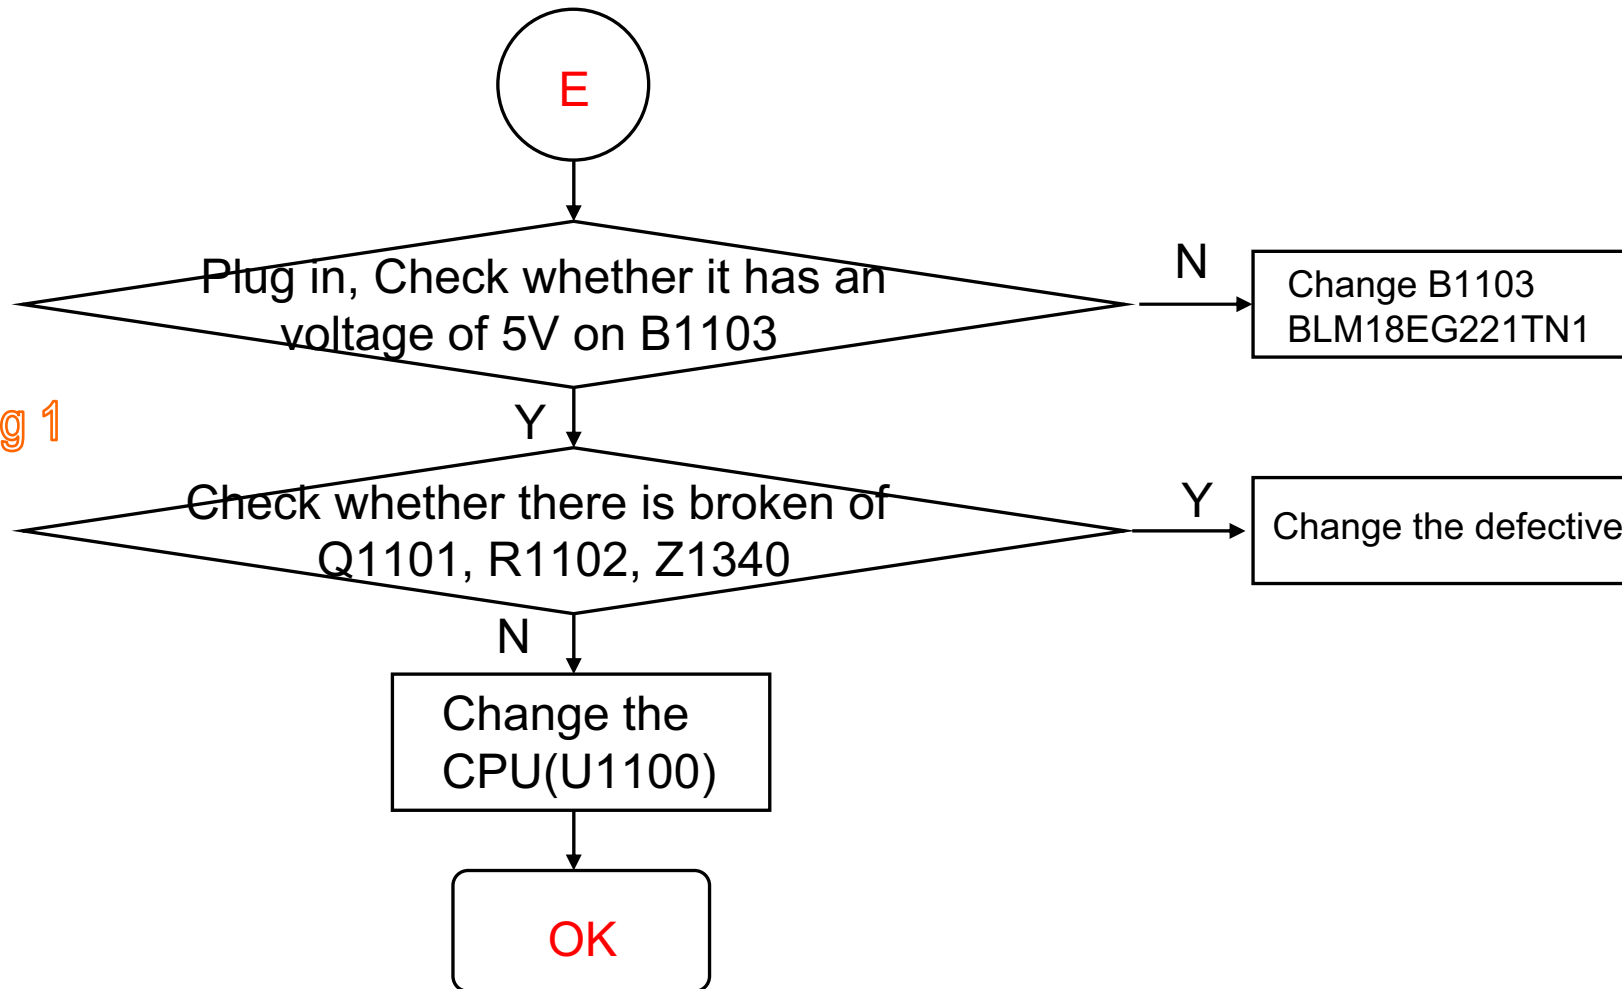 E
Plug in, Check whether it has an
voltage of 5V on B1103
N
Change B1103
BLM18EG221TN1
g 1
Y
Check whether there is broken of
Q1101, R1102, Z1340
Y
Change the defective
N
Change the
CPU(U1100)
OK